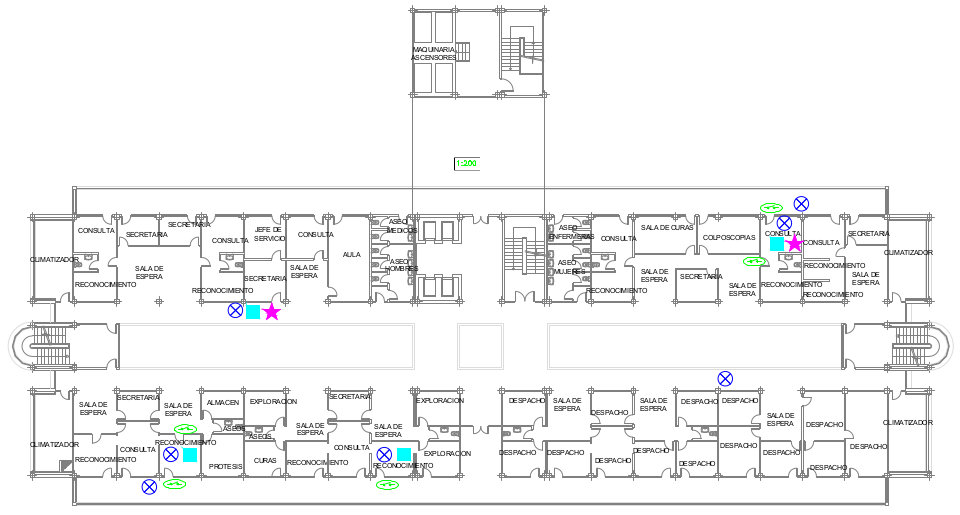 MAQUINARIA
ASCENSORES
1:200
CONSULTA
SECRETARIA
SECRETARIA
CONSULTA
JEFE DE
SERVICIO
CONSULTA
AULA
ASEO
MEDICOS
ASEO
HOMBRES
ASEO
ENFERMERAS
ASEO
MUJERES
CONSULTA
SALA DE CURAS
COLPOSCOPIAS
CONSULTA
CONSULTA
SECRETARIA
CLIMATIZADOR
SALA DE
ESPERA
RECONOCIMIENTO
RECONOCIMIENTO
SECRETARIA
SALA DE
ESPERA
RECONOCIMIENTO
SALA DE
ESPERA
SECRETARIA
SALA DE
ESPERA
RECONOCIMIENTO
RECONOCIMIENTO
RECONOCIMIENTO
SALA DE
ESPERA
CLIMATIZADOR
SALA DE
ESPERA
SECRETARIA
SALA DE
ESPERA
ALMACEN
EXPLORACION
SECRETARIA
EXPLORACION
DESPACHO
SALA DE
ESPERA
DESPACHO
SALA DE
ESPERA
DESPACHO
DESPACHO
SALA DE
ESPERA
DESPACHO
CLIMATIZADOR
CLIMATIZADOR
RECONOCIMIENTO
CONSULTA
RECONOCIMIENTO
ASEOS
ASEOS
PROTESIS
CURAS
SALA DE
ESPERA
RECONOCIMIENTO
CONSULTA
SALA DE
ESPERA
RECONOCIMIENTO
EXPLORACION
DESPACHO
DESPACHO
DESPACHO
DESPACHO
DESPACHO
DESPACHO
DESPACHO
DESPACHO
DESPACHO